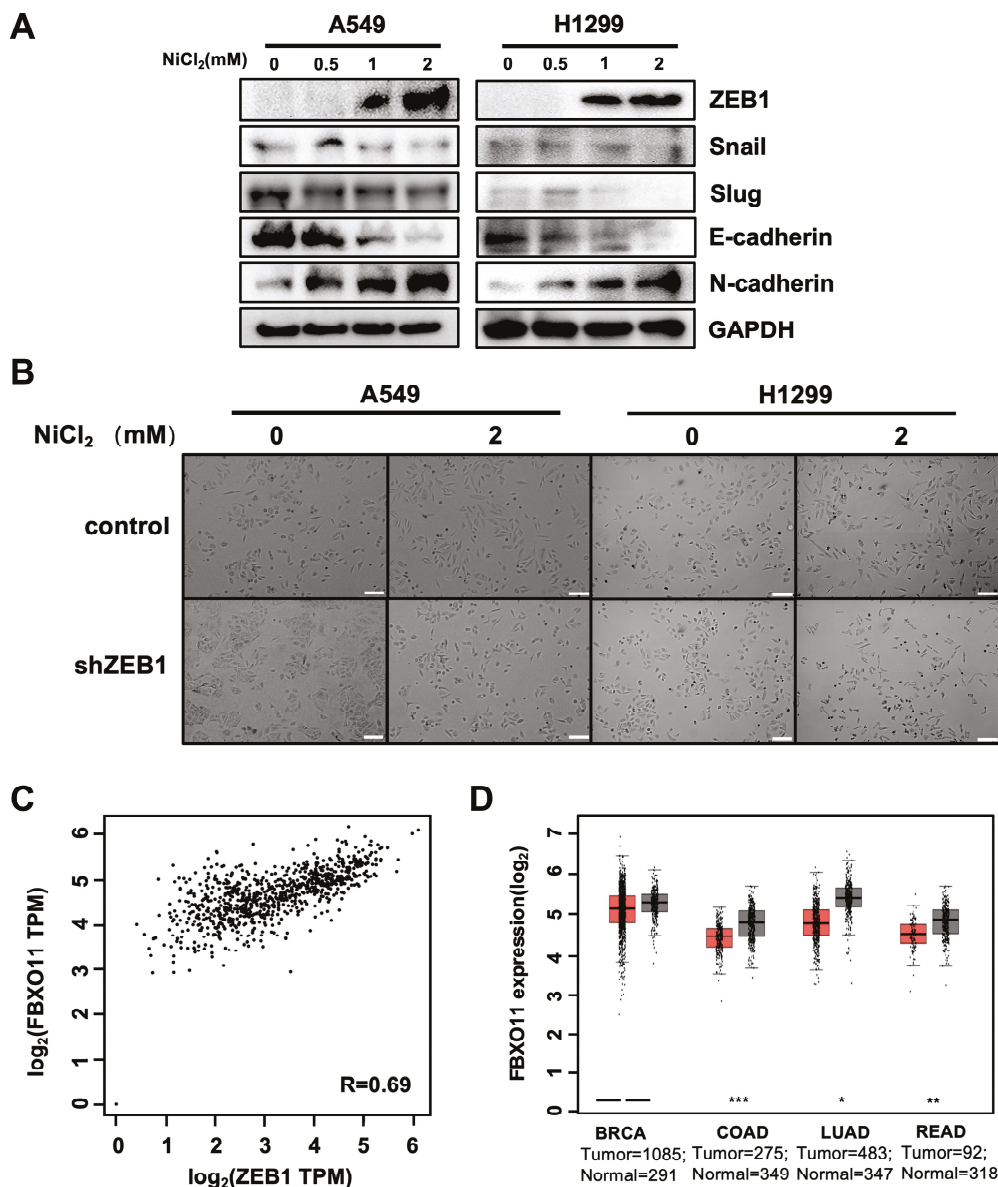 A
A549
H1299
NiCl₂(mM)
0 0.5 1 2
0 0.5 1 2
ZEB1
Snail
Slug
E-cadherin
N-cadherin
GAPDH
B
A549
H1299
NiCl₂ (mM)
0 2 0 2
control
shZEB1
C
log₂(FBXO11 TPM)
6
5
4
3
2
1
0
R=0.69
0 1 2 3 4 5 6
log₂(ZEB1 TPM)
D
FBXO11 expression(log₂)
7
6
5
4
3
2
1
0
*** * **
BRCA COAD LUAD READ
Tumor=1085; Tumor=275; Tumor=483; Tumor=92;
Normal=291 Normal=349 Normal=347 Normal=318